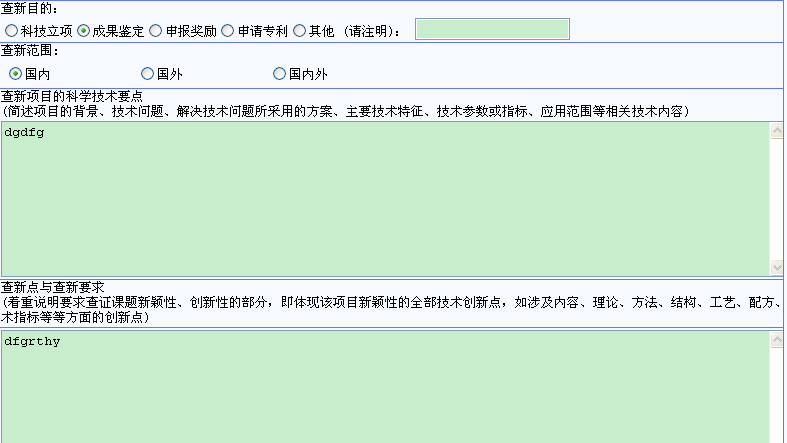 查新目的:
科技立项 成果鉴定 申报奖励 申请专利 其他 (请注明):
查新范围:
国内 国外 国内外
查新项目的科学技术要点
(简述项目的背景、技术问题、解决技术问题所采用的方案、主要技术特征、技术参数或指标、应用范围等相关技术内容)
dgdfg
查新点与查新要求
(着重说明要求查证课题新颖性、创新性的部分，即体现该项目新颖性的全部技术创新点，如涉及内容、理论、方法、结构、工艺、配方、
术指标等等方面的创新点)
dfgrthy